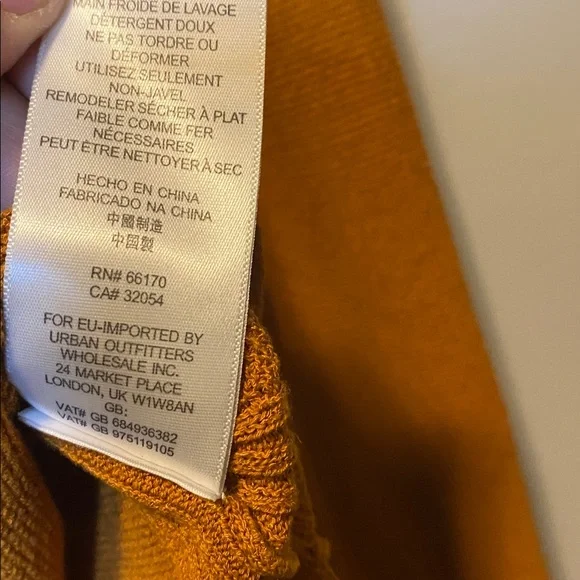 MAIN FROIDE DE LAVAGE
DÉTERGENT DOUX
NE PAS TORDRE OU
DÉFORMER
UTILISEZ SEULEMENT
NON-JAVEL
REMODELER SÉCHER À PLAT
FAIBLE COMME FER
NÉCESSAIRES
PEUT ÊTRE NETTOYER À SEC
HECHO EN CHINA
FABRICADO NA CHINA
中國制造
中国製
RN# 66170
CA# 32054
FOR EU-IMPORTED BY
URBAN OUTFITTERS
WHOLESALE INC.
24 MARKET PLACE
LONDON, UK W1W8AN
GB:
VAT# GB 684936382
VAT# GB 975119105